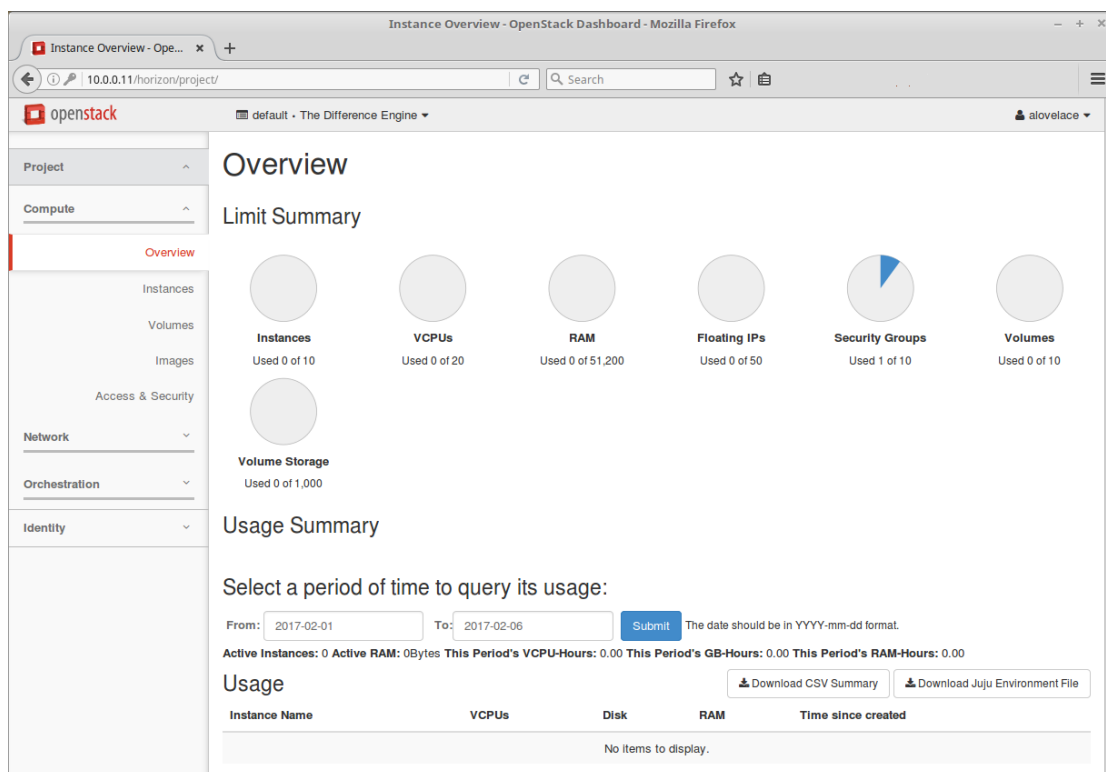 Instance Overview - OpenStack Dashboard - Mozilla Firefox
Instance Overview - Ope...
10.0.0.11/horizon/project/
Search
openstack
default • The Difference Engine
alovelace
Project
Compute
Overview
Instances
Volumes
Images
Access & Security
Network
Orchestration
Identity
Overview
Limit Summary
Instances
Used 0 of 10
VCPUs
Used 0 of 20
RAM
Used 0 of 51,200
Floating IPs
Used 0 of 50
Security Groups
Used 1 of 10
Volumes
Used 0 of 10
Volume Storage
Used 0 of 1,000
Usage Summary
Select a period of time to query its usage:
From: 2017-02-01 To: 2017-02-06 Submit The date should be in YYYY-mm-dd format.
Active Instances: 0 Active RAM: 0Bytes This Period's VCPU-Hours: 0.00 This Period's GB-Hours: 0.00 This Period's RAM-Hours: 0.00
Usage
Download CSV Summary
Download Juju Environment File
Instance Name VCPUs Disk RAM Time since created
No items to display.